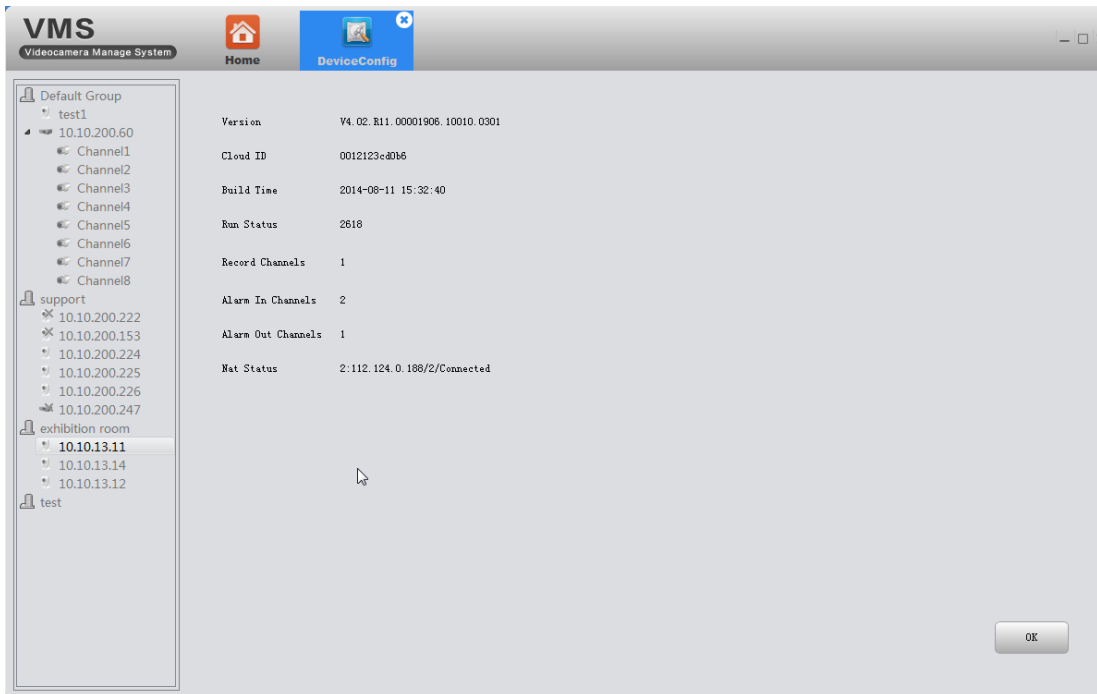 VMS
Videocamera Manage System
Home
DeviceConfig
Default Group
test1
10.10.200.60
Channel1
Channel2
Channel3
Channel4
Channel5
Channel6
Channel7
Channel8
support
10.10.200.222
10.10.200.153
10.10.200.224
10.10.200.225
10.10.200.226
10.10.200.247
exhibition room
10.10.13.11
10.10.13.14
10.10.13.12
test
Version V4.02.R11.00001906.10010.0301
Cloud ID 0012123cd0b6
Build Time 2014-08-11 15:32:40
Run Status 2618
Record Channels 1
Alarm In Channels 2
Alarm Out Channels 1
Nat Status 2:112.124.0.188/2/Connected
OK